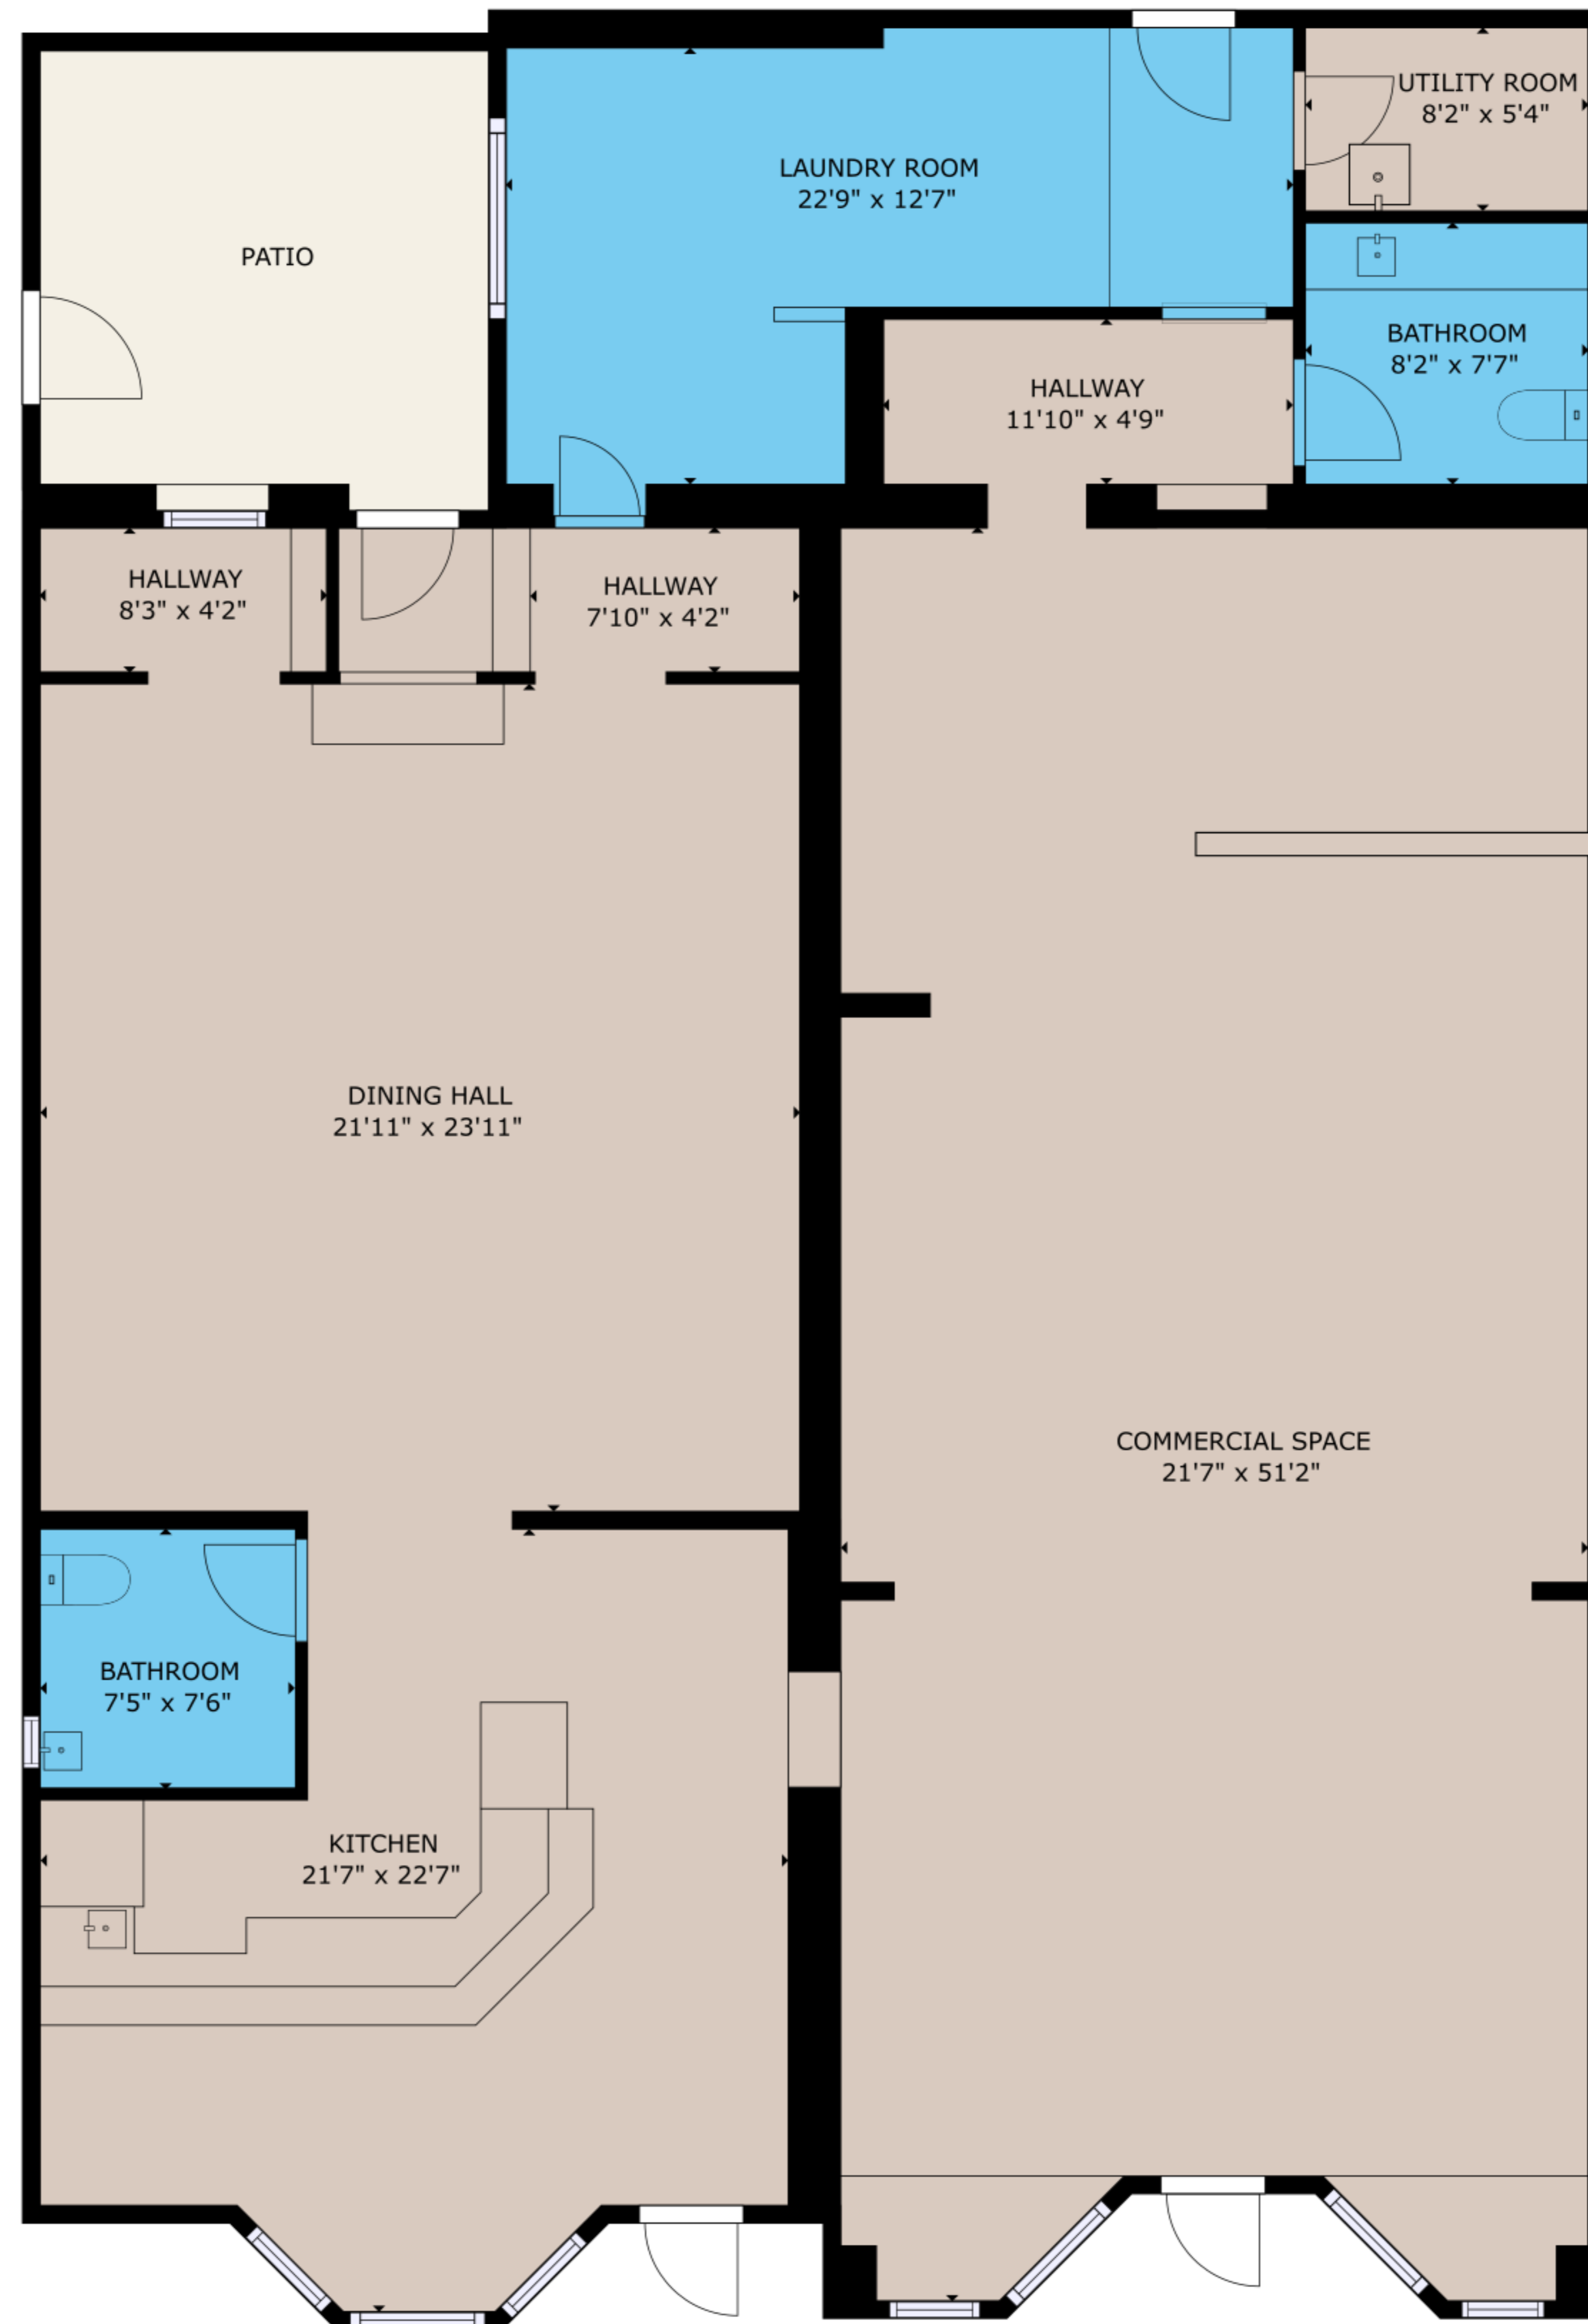 UTILITY ROOM
8'2" x 5'4"
LAUNDRY ROOM
22'9" x 12'7"
PATIO
BATHROOM
8'2" x 7'7"
HALLWAY
11'10" x 4'9"
HALLWAY
8'3" x 4'2"
HALLWAY
7'10" x 4'2"
DINING HALL
21'11" x 23'11"
COMMERCIAL SPACE
21'7" x 51'2"
BATHROOM
7'5" x 7'6"
KITCHEN
21'7" x 22'7"